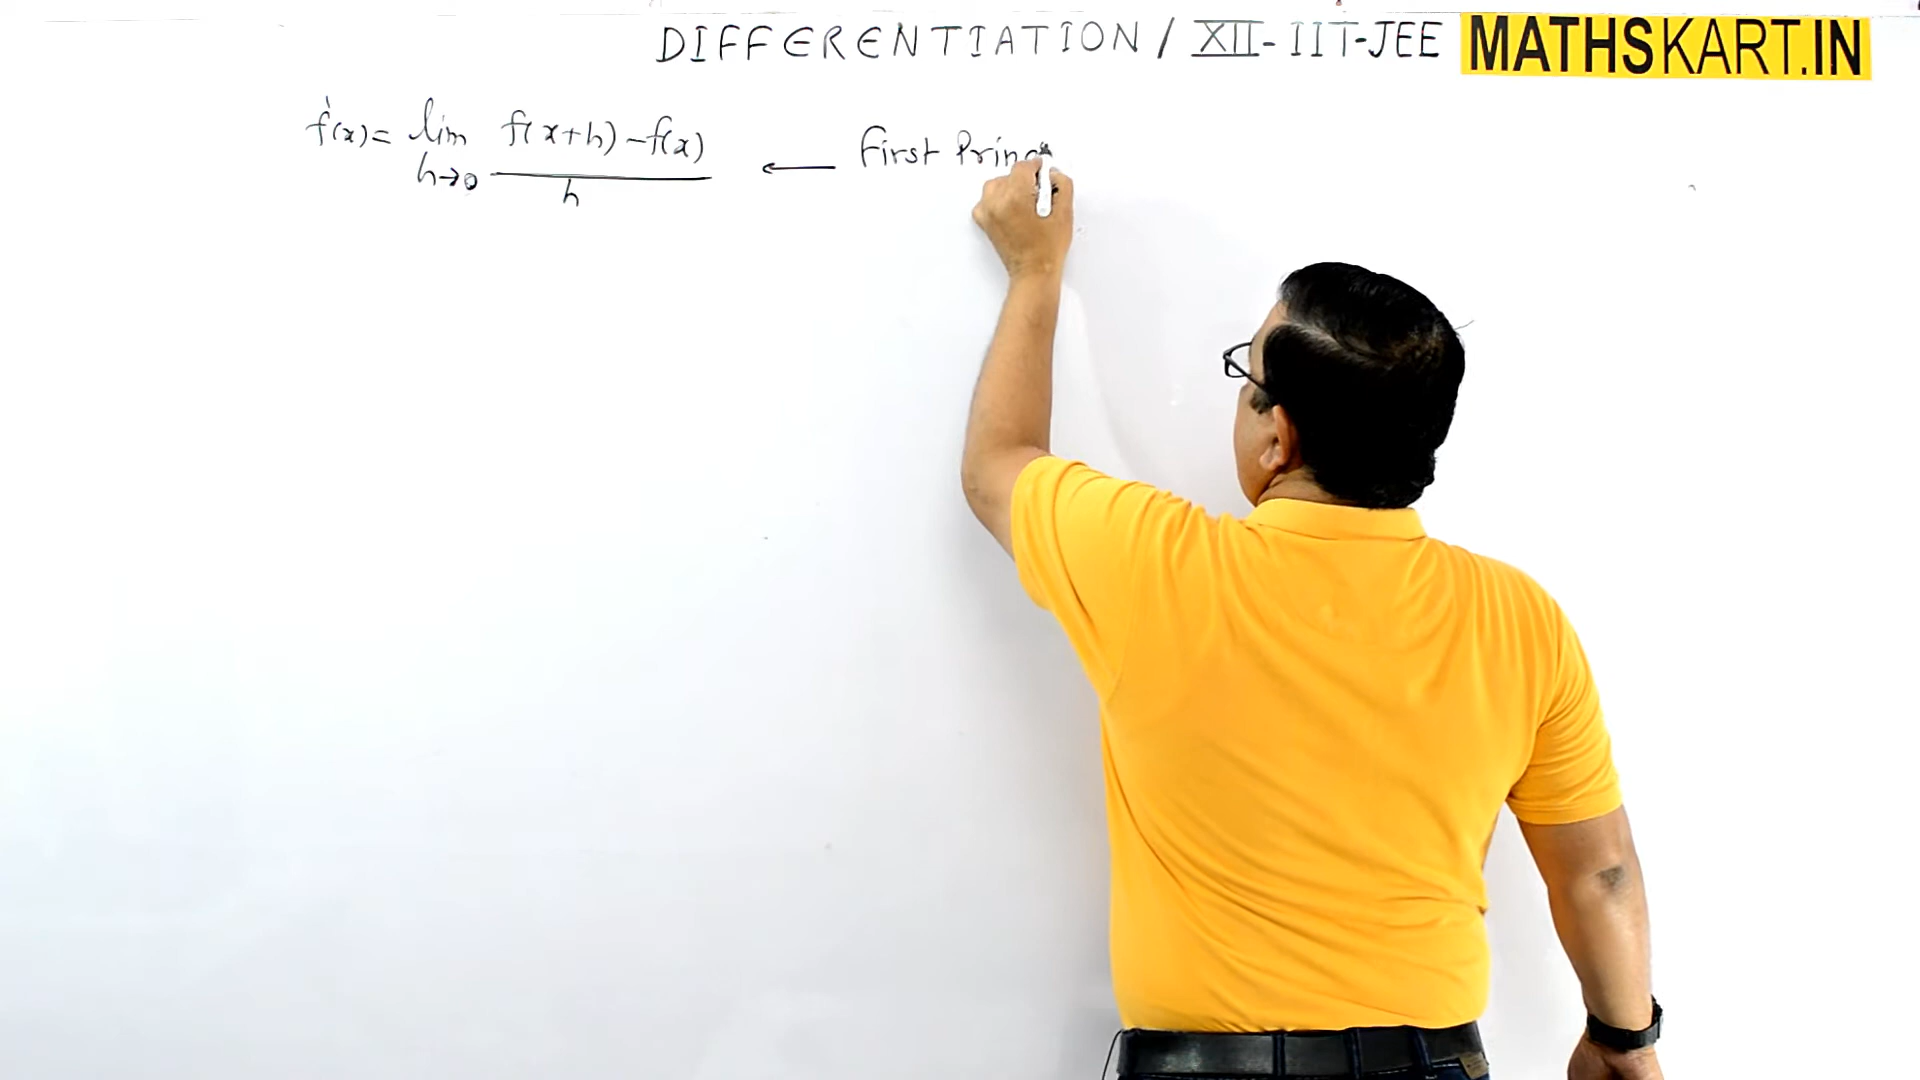 DIFFERENTIATION / XII - IIT-JEE MATHSKART.IN
f'(x) = lim h→0 f(x+h) - f(x) / h ← First Princ